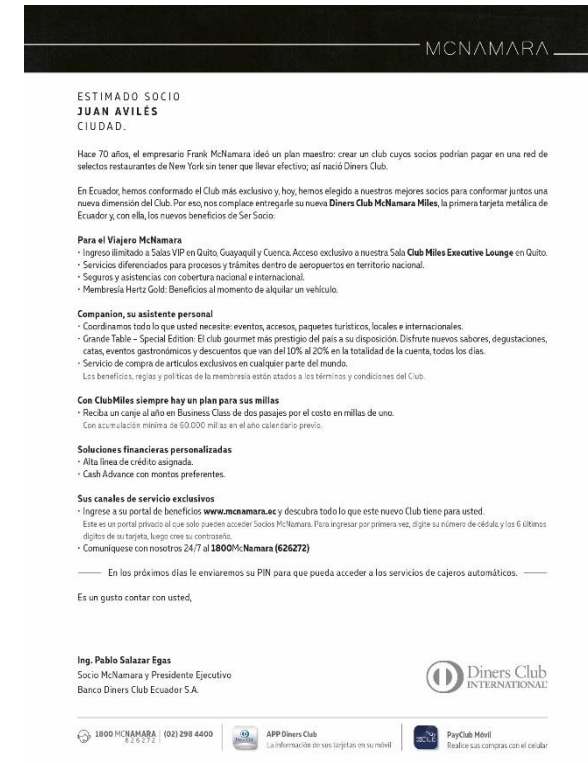 MCNAMARA
ESTIMADO SOCIO
JUAN AVILÉS
CIUDAD.
Hace 70 años, el empresario Frank McNamara ideó un plan maestro: crear un club cuyos socios podrían pagar en una red de
selectos restaurantes de New York sin tener que llevar efectivo; así nació Diners Club.
En Ecuador, hemos conformado el Club más exclusivo y, hoy, hemos elegido a nuestros mejores socios para conformar juntos una
nueva dimensión del Club. Por eso, nos complace entregarle su nueva Diners Club McNamara Miles, la primera tarjeta metálica de
Ecuador y, con ella, los nuevos beneficios de Ser Socio:
Para el Viajero McNamara
· Ingreso ilimitado a Salas VIP en Quito, Guayaquil y Cuenca. Acceso exclusivo a nuestra Sala Club Miles Executive Lounge en Quito.
· Servicios diferenciados para procesos y trámites dentro de aeropuertos en territorio nacional.
· Seguros y asistencias con cobertura nacional e internacional.
· Membresía Hertz Gold: Beneficios al momento de alquilar un vehículo.
Companion, su asistente personal
· Coordinamos todo lo que usted necesite: eventos, accesos, paquetes turísticos, locales e internacionales.
· Grande Table – Special Edition: El club gourmet más prestigio del país a su disposición. Disfrute nuevos sabores, degustaciones,
catas, eventos gastronómicos y descuentos que van del 10% al 20% en la totalidad de la cuenta, todos los días.
· Servicio de compra de artículos exclusivos en cualquier parte del mundo.
Los beneficios, reglas y políticas de la membresía están atados a los términos y condiciones del Club.
Con ClubMiles siempre hay un plan para sus millas
· Reciba un canje al año en Business Class de dos pasajes por el costo en millas de uno.
Con acumulación mínima de 60.000 millas en el año calendario previo.
Soluciones financieras personalizadas
· Alta línea de crédito asignada.
· Cash Advance con montos preferentes.
Sus canales de servicio exclusivos
· Ingrese a su portal de beneficios www.mcnamara.ec y descubra todo lo que este nuevo Club tiene para usted.
Este es un portal privado al que solo pueden acceder Socios McNamara. Para ingresar por primera vez, digite su número de cédula y los 6 últimos
dígitos de su tarjeta, luego cree su contraseña.
· Comuníquese con nosotros 24/7 al 1800McNamara (626272)
En los próximos días le enviaremos su PIN para que pueda acceder a los servicios de cajeros automáticos.
Es un gusto contar con usted,
Ing. Pablo Salazar Egas
Socio McNamara y Presidente Ejecutivo
Banco Diners Club Ecuador S.A.
Diners Club
INTERNATIONAL
1800 MCNAMARA | (02) 298 4400
626272
APP Diners Club
La información de sus tarjetas en su móvil
PayClub Móvil
Realice sus compras con el celular